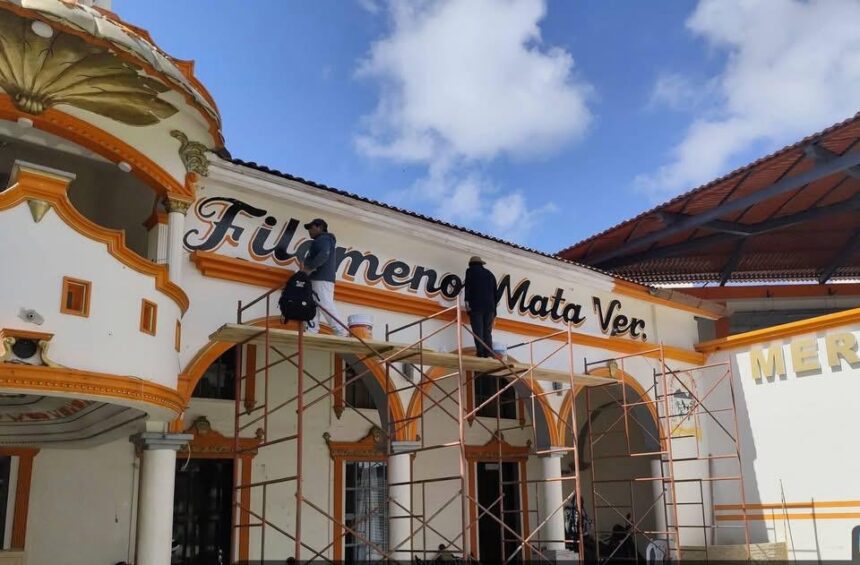 Filomeno Mata Ver.
MER